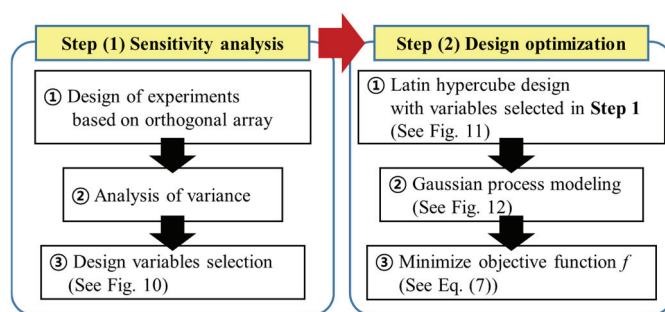 Step (1) Sensitivity analysis
① Design of experiments
based on orthogonal array
② Analysis of variance
③ Design variables selection
(See Fig. 10)
Step (2) Design optimization
① Latin hypercube design
with variables selected in Step 1
(See Fig. 11)
② Gaussian process modeling
(See Fig. 12)
③ Minimize objective function f
(See Eq. (7))